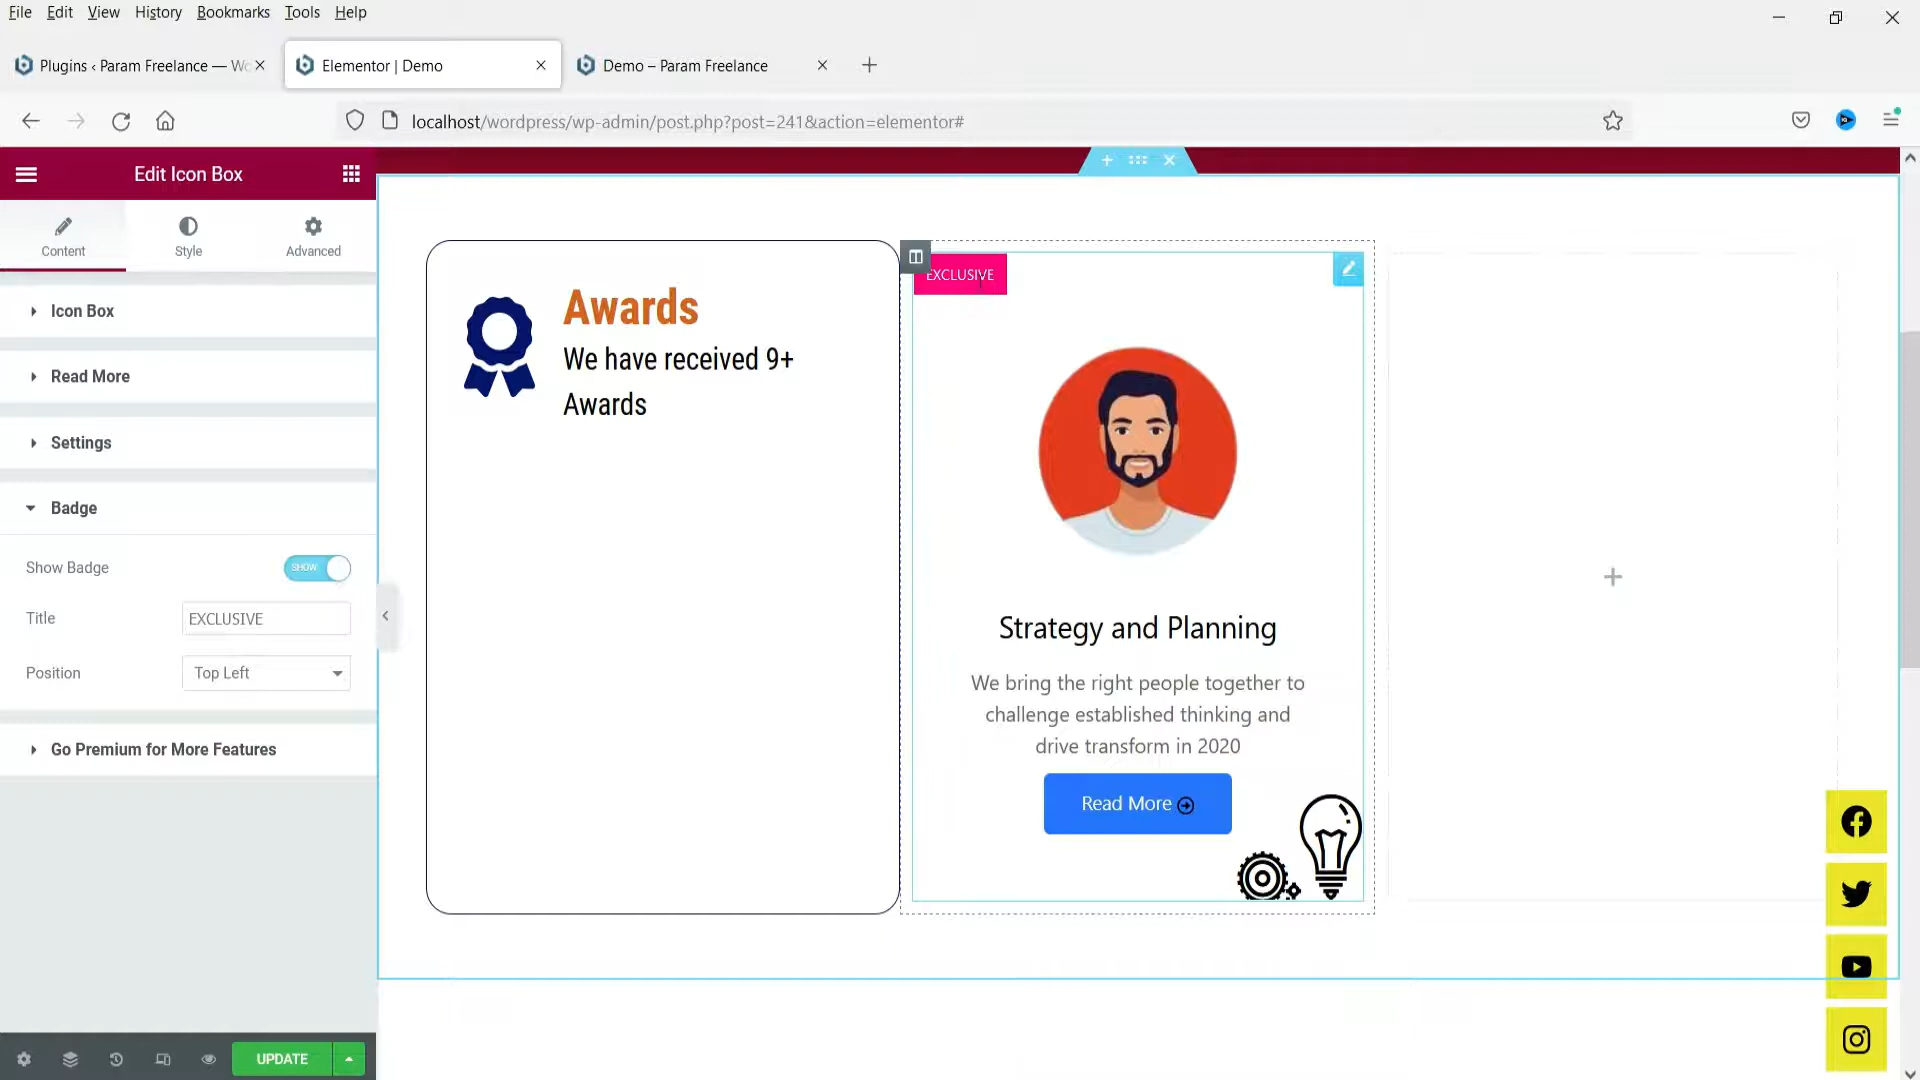 File Edit View History Bookmarks Tools Help
Plugins ‹ Param Freelance — Wo
Elementor | Demo
Demo – Param Freelance
localhost/wordpress/wp-admin/post.php?post=241&action=elementor#
Edit Icon Box
Content
Style
Advanced
Icon Box
Read More
Settings
Badge
Show Badge
SHOW
Title
EXCLUSIVE
Position
Top Left
Go Premium for More Features
UPDATE
Awards
We have received 9+
Awards
EXCLUSIVE
Strategy and Planning
We bring the right people together to
challenge established thinking and
drive transform in 2020
Read More